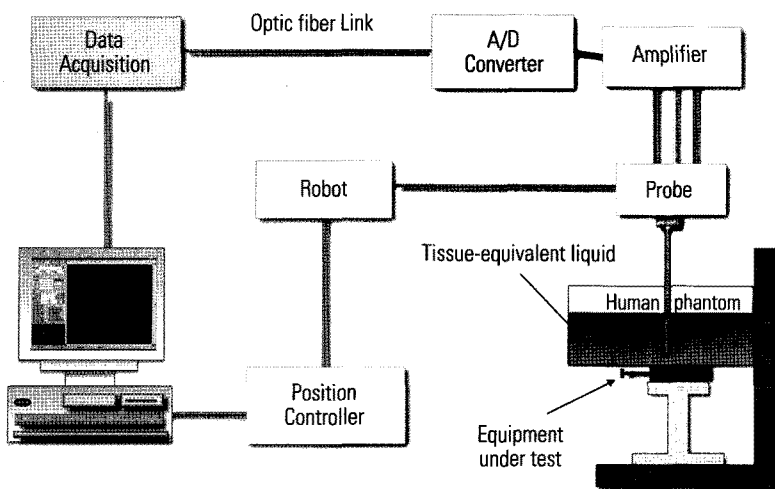 Optic fiber Link
Data
Acquisition
A/D
Converter
Amplifier
Robot
Probe
Tissue-equivalent liquid
Human phantom
Position
Controller
Equipment
under test